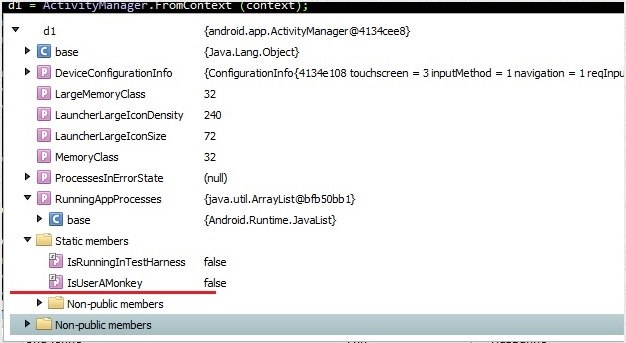 d1 = ActivityManager.FromContext (context);
d1 {android.app.ActivityManager@4134cee8}
base {Java.Lang.Object}
DeviceConfigurationInfo {ConfigurationInfo{4134e108 touchscreen = 3 inputMethod = 1 navigation = 1 reqInpu
LargeMemoryClass 32
LauncherLargeIconDensity 240
LauncherLargeIconSize 72
MemoryClass 32
ProcessesInErrorState (null)
RunningAppProcesses {java.util.ArrayList@bfb50bb1}
base {Android.Runtime.JavaList}
Static members
IsRunningInTestHarness false
IsUserAMonkey false
Non-public members
Non-public members